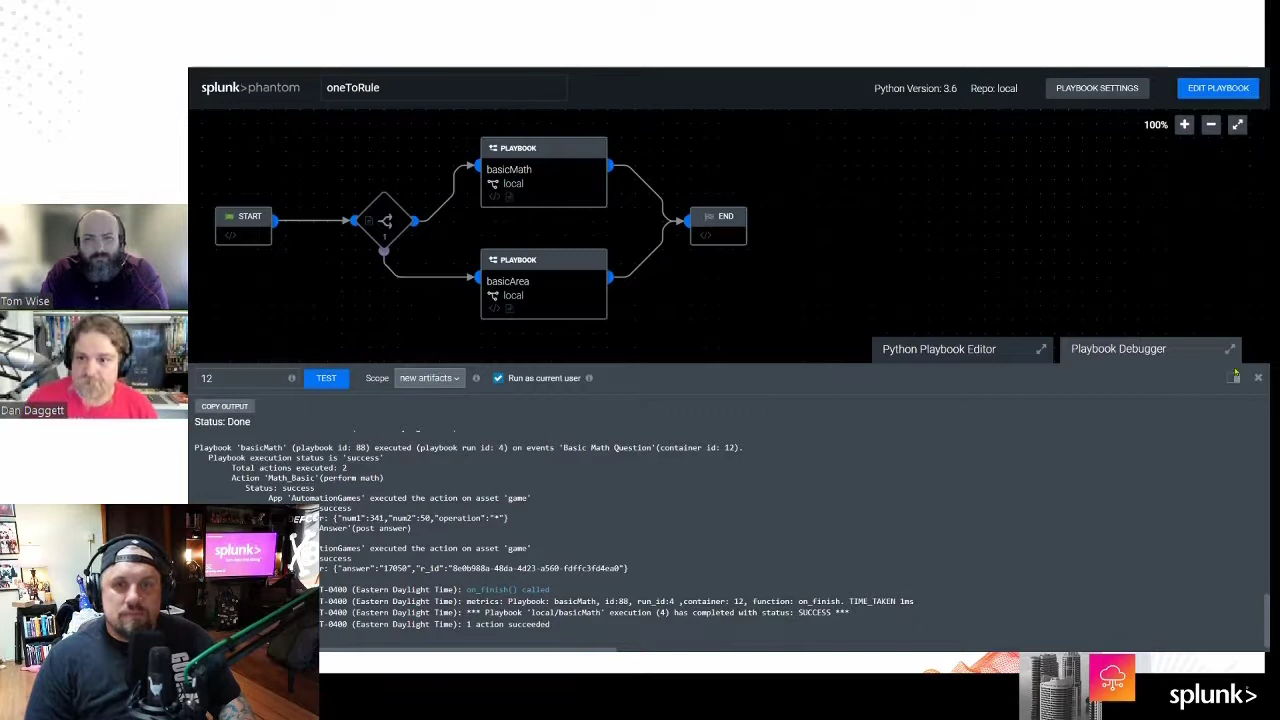 splunk>phantom
oneToRule
Python Version: 3.6
Repo: local
PLAYBOOK SETTINGS
EDIT PLAYBOOK
100%
PLAYBOOK
basicMath
local
START
1
END
PLAYBOOK
basicArea
local
Tom Wise
Dan Daggett
Python Playbook Editor
Playbook Debugger
12
TEST
Scope
new artifacts
Run as current user
COPY OUTPUT
Status: Done
Playbook 'basicMath' (playbook id: 88) executed (playbook run id: 4) on events 'Basic Math Question'(container id: 12).
Playbook execution status is 'success'
Total actions executed: 2
Action 'Math_Basic'(perform math)
Status: success
App 'AutomationGames' executed the action on asset 'game'
success
r: {"num1":341,"num2":50,"operation":"*"}
Answer'(post answer)
tionGames' executed the action on asset 'game'
success
r: {"answer":"17050","r_id":"8e0b988a-48da-4d23-a560-fdffc3fd4ea0"}
T-0400 (Eastern Daylight Time): on_finish() called
T-0400 (Eastern Daylight Time): metrics: Playbook: basicMath, id:88, run_id:4 ,container: 12, function: on_finish. TIME_TAKEN 1ms
T-0400 (Eastern Daylight Time): *** Playbook 'local/basicMath' execution (4) has completed with status: SUCCESS ***
T-0400 (Eastern Daylight Time): 1 action succeeded
splunk>
splunk>